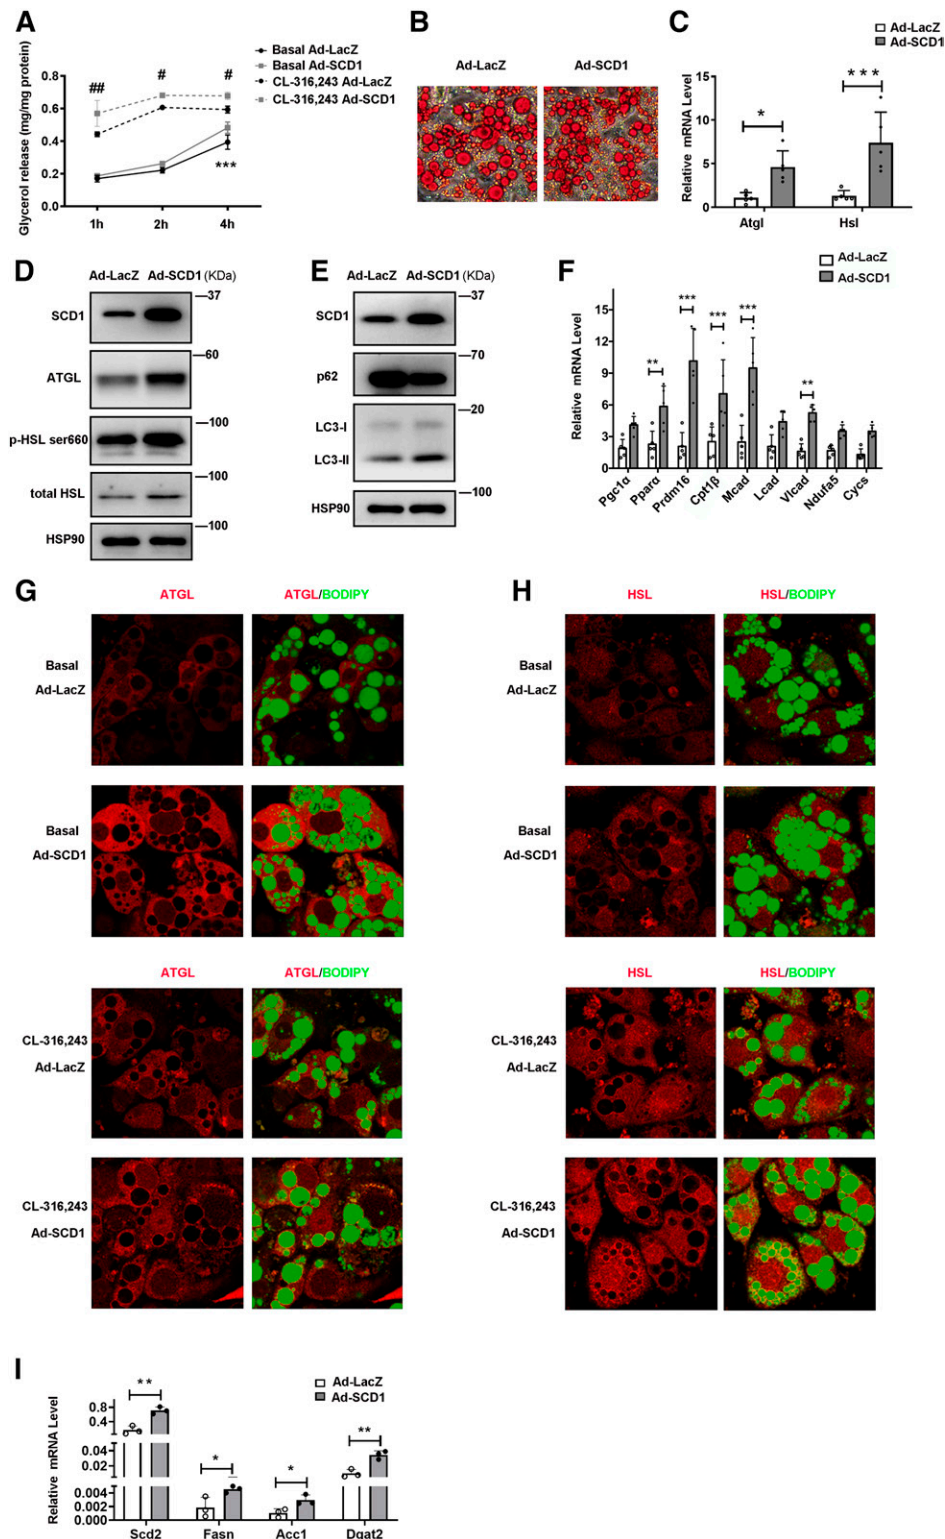 A
Basal Ad-LacZ
Basal Ad-SCD1
CL-316,243 Ad-LacZ
CL-316,243 Ad-SCD1
Glycerol release (mg/mg protein)
0.8
0.6
0.4
0.2
0.0
##
#
#
***
1h
2h
4h
B
Ad-LacZ
Ad-SCD1
C
Ad-LacZ
Ad-SCD1
Relative mRNA Level
15
10
5
0
*
***
Atgl
Hsl
D
Ad-LacZ Ad-SCD1 (KDa)
SCD1
—37
ATGL
—60
p-HSL ser660
—100
total HSL
—100
HSP90
—100
E
Ad-LacZ Ad-SCD1 (KDa)
SCD1
—37
p62
—70
LC3-I
—20
LC3-II
HSP90
—100
F
Ad-LacZ
Ad-SCD1
Relative mRNA Level
15
12
9
6
3
0
**
***
***
***
**
Pgc1α
Pparα
Prdm16
Cpt1β
Mcad
Lcad
Vlcad
Ndufa5
Cycs
G
ATGL
ATGL/BODIPY
Basal
Ad-LacZ
Basal
Ad-SCD1
ATGL
ATGL/BODIPY
CL-316,243
Ad-LacZ
CL-316,243
Ad-SCD1
H
HSL
HSL/BODIPY
Basal
Ad-LacZ
Basal
Ad-SCD1
HSL
HSL/BODIPY
CL-316,243
Ad-LacZ
CL-316,243
Ad-SCD1
I
Ad-LacZ
Ad-SCD1
Relative mRNA Level
0.8
0.4
0.04
0.02
0.006
0.004
0.002
0.000
**
*
*
**
Scd2
Fasn
Acc1
Dgat2